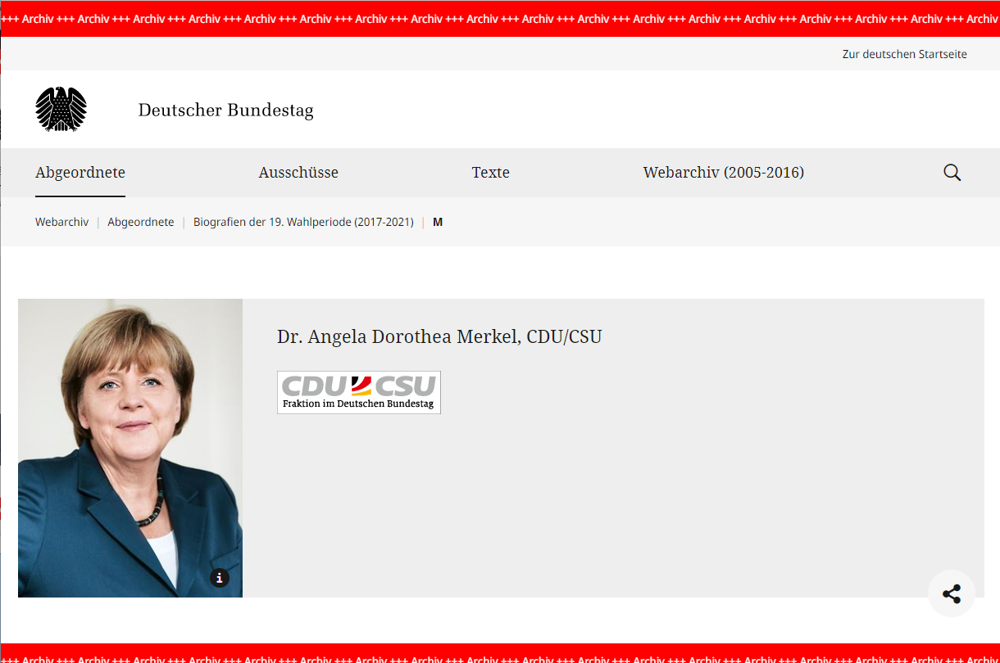 +++ Archiv +++ Archiv +++ Archiv +++ Archiv +++ Archiv +++ Archiv +++ Archiv +++ Archiv +++ Archiv +++ Archiv +++ Archiv +++ Archiv +++ Archiv +++ Archiv +++ Archiv +++ Archiv +++ Archiv +++ Archiv
Zur deutschen Startseite
Deutscher Bundestag
Abgeordnete Ausschüsse Texte Webarchiv (2005-2016)
Webarchiv | Abgeordnete | Biografien der 19. Wahlperiode (2017-2021) | M
Dr. Angela Dorothea Merkel, CDU/CSU
CDU CSU
Fraktion im Deutschen Bundestag
+++ Archiv +++ Archiv +++ Archiv +++ Archiv +++ Archiv +++ Archiv +++ Archiv +++ Archiv +++ Archiv +++ Archiv +++ Archiv +++ Archiv +++ Archiv +++ Archiv +++ Archiv +++ Archiv +++ Archiv +++ Archiv